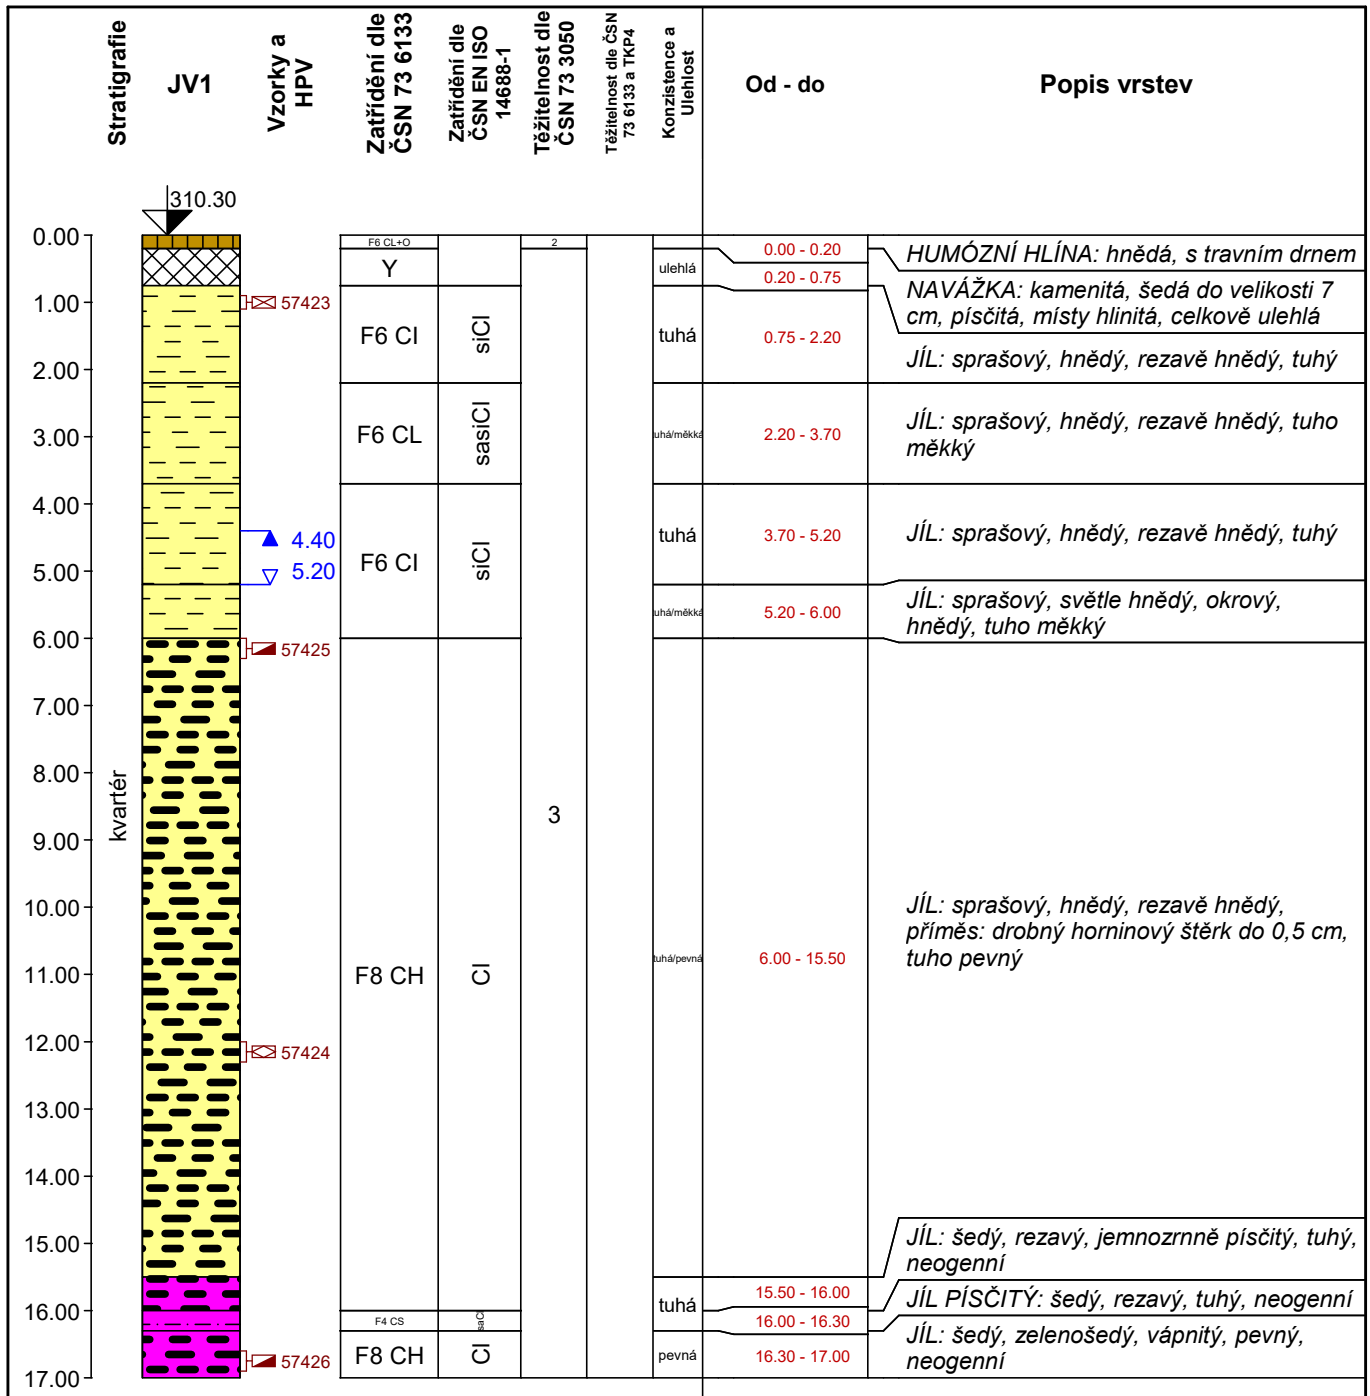 Stratigrafie
JV1
Vzorky a
HPV
Zatřídění dle
ČSN 73 6133
Zatřídění dle
ČSN EN ISO
14688-1
Těžitelnost dle
ČSN 73 3050
Těžitelnost dle ČSN
73 6133 a TKP4
Konzistence a
Ulehlost
Od - do
Popis vrstev
310.30
0.00
F6 CL+O
2
0.00 - 0.20
HUMÓZNÍ HLÍNA: hnědá, s travním drnem
Y
ulehlá
0.20 - 0.75
NAVÁŽKA: kamenitá, šedá do velikosti 7
cm, písčitá, místy hlinitá, celkově ulehlá
1.00
57423
F6 CI
siCl
tuhá
0.75 - 2.20
JÍL: sprašový, hnědý, rezavě hnědý, tuhý
2.00
3.00
F6 CL
sasiCl
tuhá/měkká
2.20 - 3.70
JÍL: sprašový, hnědý, rezavě hnědý, tuho
měkký
4.00
4.40
5.20
F6 CI
siCl
tuhá
3.70 - 5.20
JÍL: sprašový, hnědý, rezavě hnědý, tuhý
5.00
tuhá/měkká
5.20 - 6.00
JÍL: sprašový, světle hnědý, okrový,
hnědý, tuho měkký
6.00
57425
7.00
8.00
kvartér
9.00
3
10.00
11.00
F8 CH
Cl
tuhá/pevná
6.00 - 15.50
JÍL: sprašový, hnědý, rezavě hnědý,
příměs: drobný horninový štěrk do 0,5 cm,
tuho pevný
12.00
57424
13.00
14.00
15.00
JÍL: šedý, rezavý, jemnozrnně písčitý, tuhý,
neogenní
15.50 - 16.00
16.00
tuhá
JÍL PÍSČITÝ: šedý, rezavý, tuhý, neogenní
F4 CS
saCl
16.00 - 16.30
57426
F8 CH
Cl
pevná
16.30 - 17.00
JÍL: šedý, zelenošedý, vápnitý, pevný,
neogenní
17.00